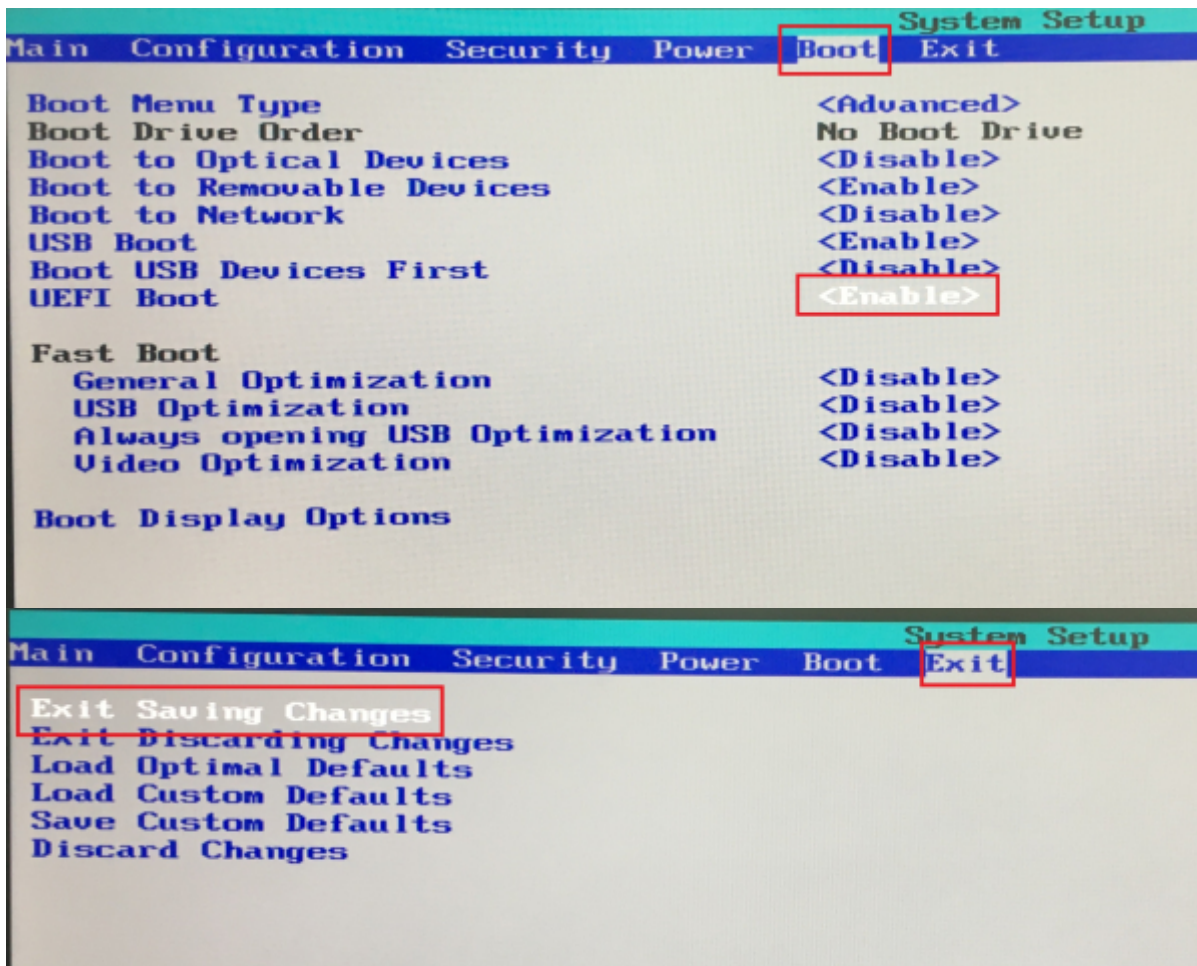 System Setup
Main Configuration Security Power Boot Exit
Boot Menu Type <Advanced>
Boot Drive Order No Boot Drive
Boot to Optical Devices <Disable>
Boot to Removable Devices <Enable>
Boot to Network <Disable>
USB Boot <Enable>
Boot USB Devices First <Disable>
UEFI Boot <Enable>
Fast Boot
General Optimization <Disable>
USB Optimization <Disable>
Always opening USB Optimization <Disable>
Video Optimization <Disable>
Boot Display Options
System Setup
Main Configuration Security Power Boot Exit
Exit Saving Changes
Exit Discarding Changes
Load Optimal Defaults
Load Custom Defaults
Save Custom Defaults
Discard Changes